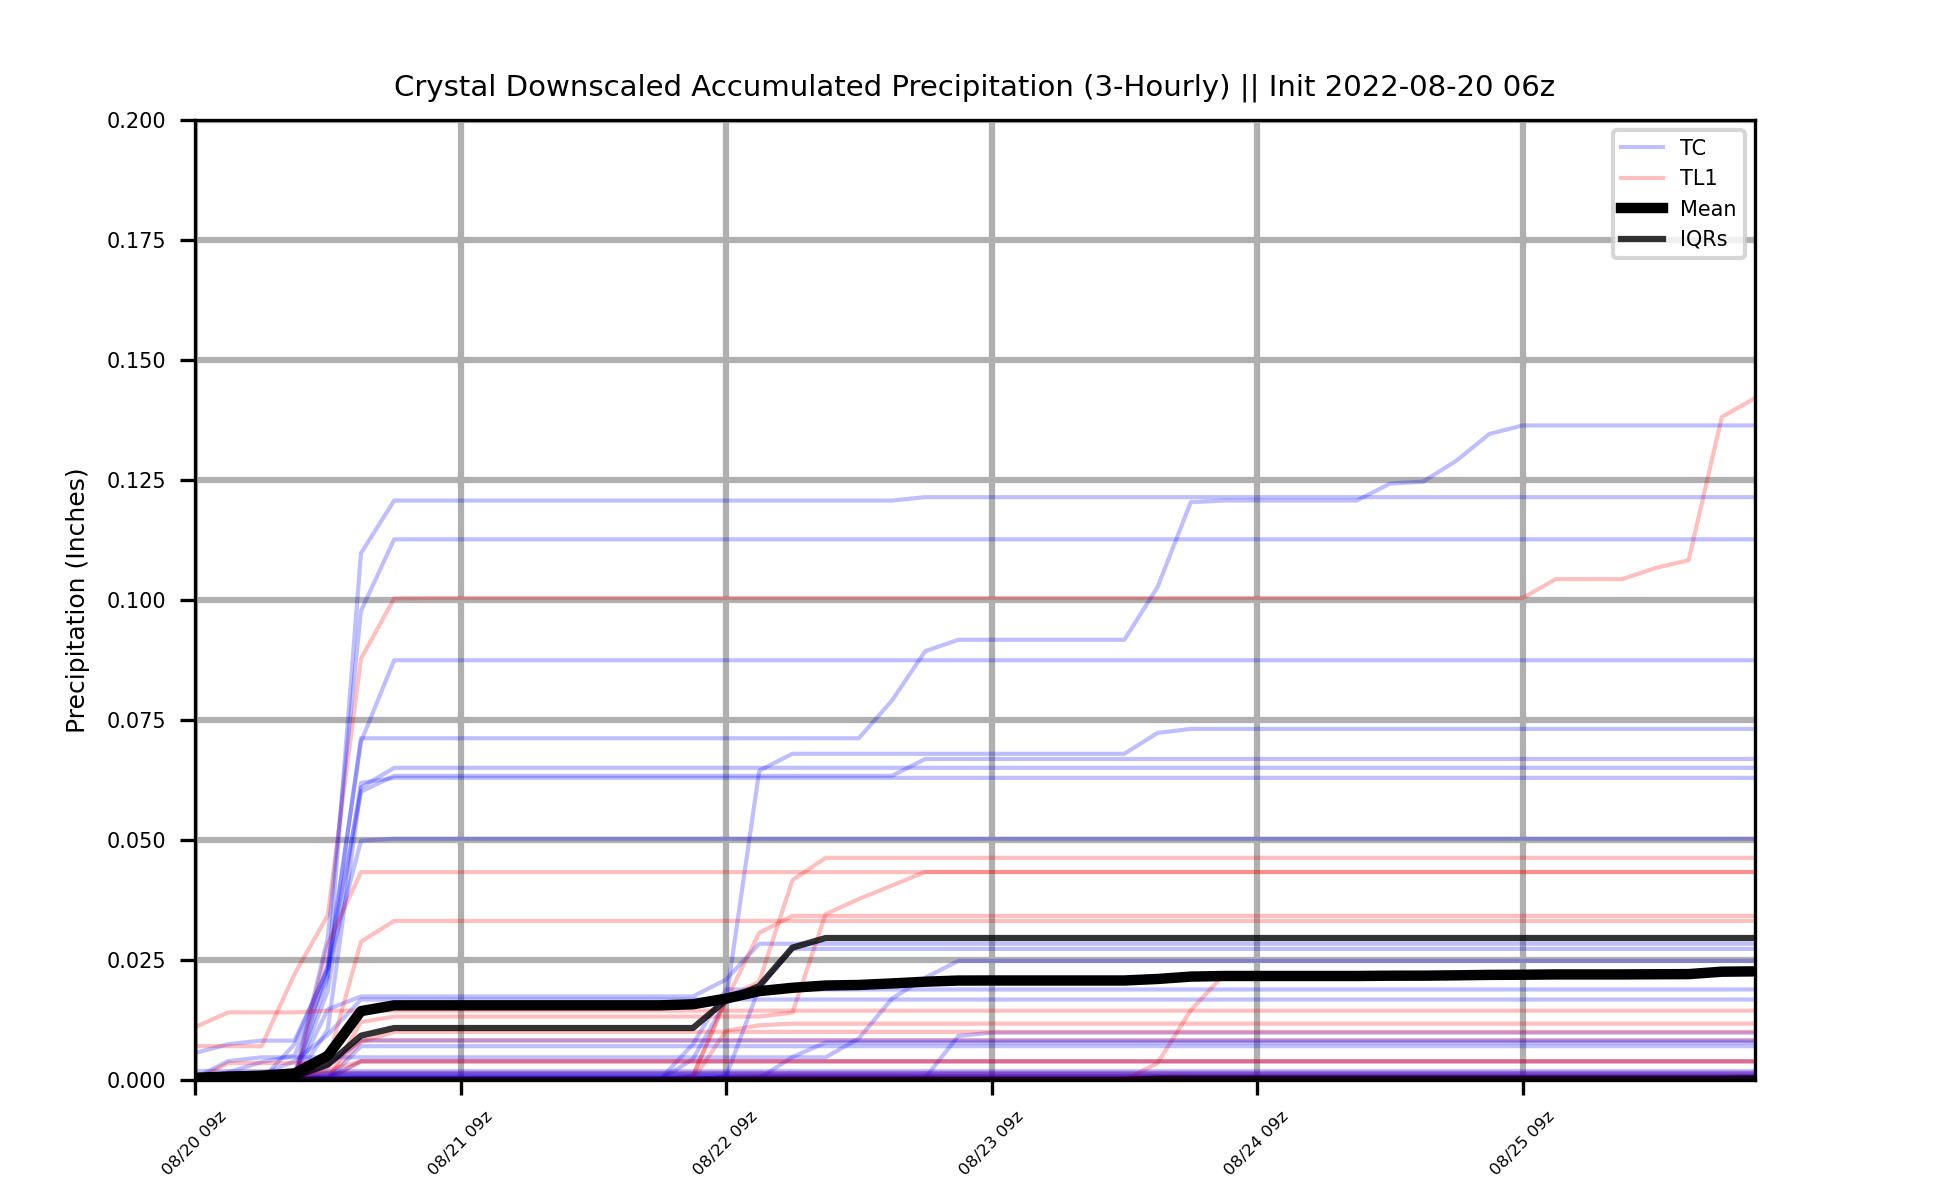 Crystal Downscaled Accumulated Precipitation (3-Hourly) || Init 2022-08-20 06z
0.200
0.175
0.150
0.125
0.100
0.075
0.050
0.025
0.000
Precipitation (Inches)
TC
TL1
Mean
IQRs
08/20 09z
08/21 09z
08/22 09z
08/23 09z
08/24 09z
08/25 09z